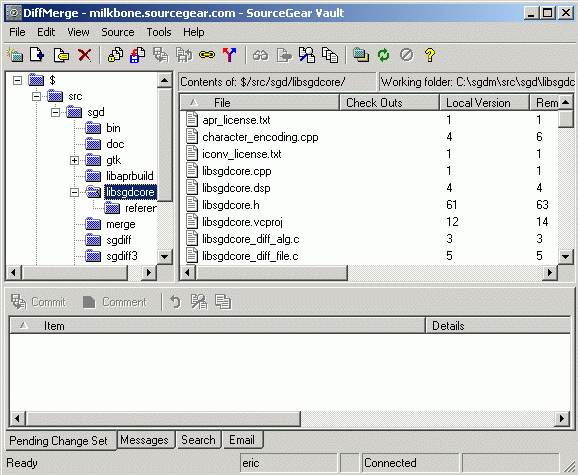 DiffMerge - milkbone.sourcegear.com - SourceGear Vault
File Edit View Source Tools Help
$
src
sgd
bin
doc
gtk
libaprbuild
libsgdcore
referen
merge
sgdiff
sgdiff3
Contents of: $/src/sgd/libsgdcore/ Working folder: C:\sgdm\src\sgd\libsgdc
File Check Outs Local Version Rem
apr_license.txt 1 1
character_encoding.cpp 4 6
iconv_license.txt 1 1
libsgdcore.cpp 1 1
libsgdcore.dsp 4 4
libsgdcore.h 61 63
libsgdcore.vcproj 12 14
libsgdcore_diff_alg.c 3 3
libsgdcore_diff_file.c 5 5
Commit Comment
Item Details
Pending Change Set Messages Search Email
Ready eric Connected